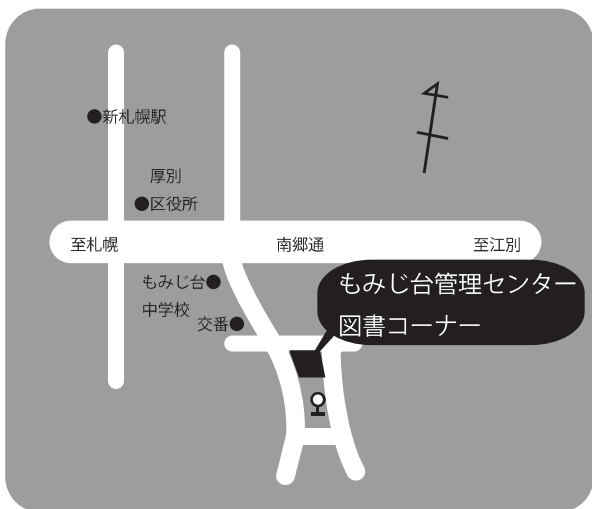 新札幌駅
厚別
区役所
至札幌
南郷通
至江別
もみじ台
中学校
交番
もみじ台管理センター
図書コーナー